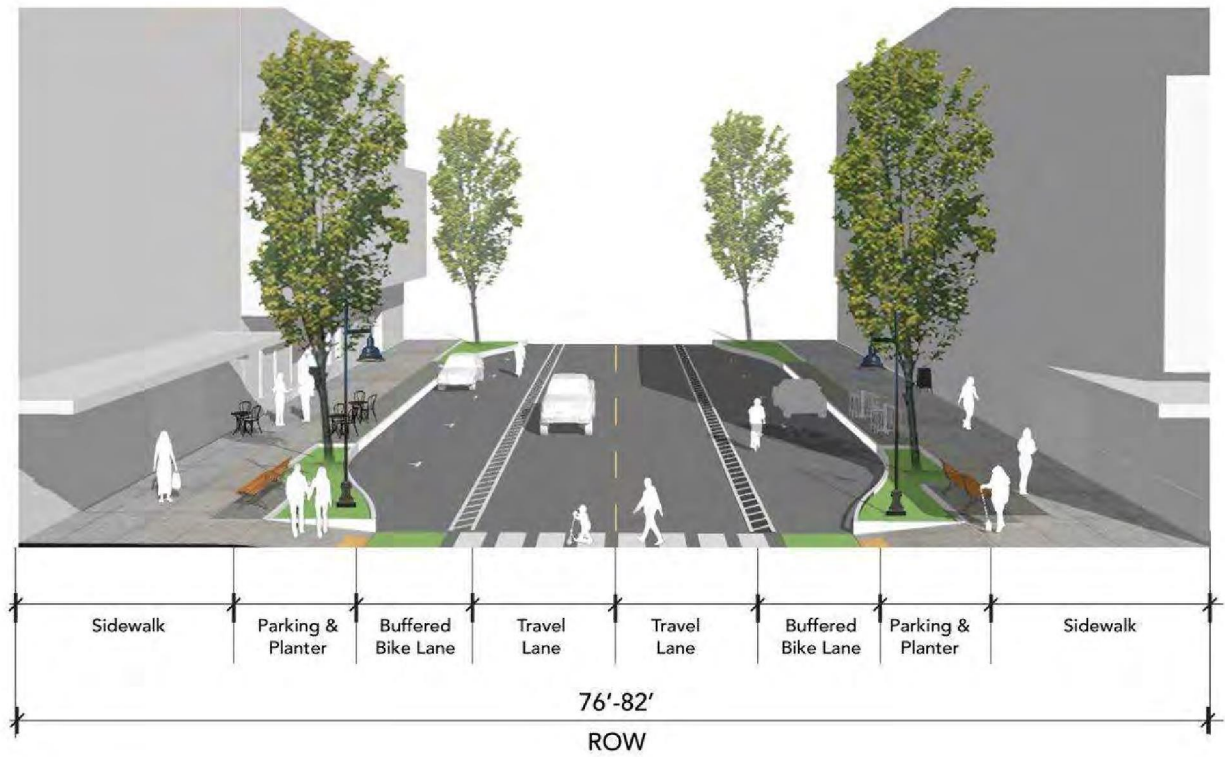 Sidewalk
Parking &
Planter
Buffered
Bike Lane
Travel
Lane
Travel
Lane
Buffered
Bike Lane
Parking &
Planter
Sidewalk
76'-82'
ROW